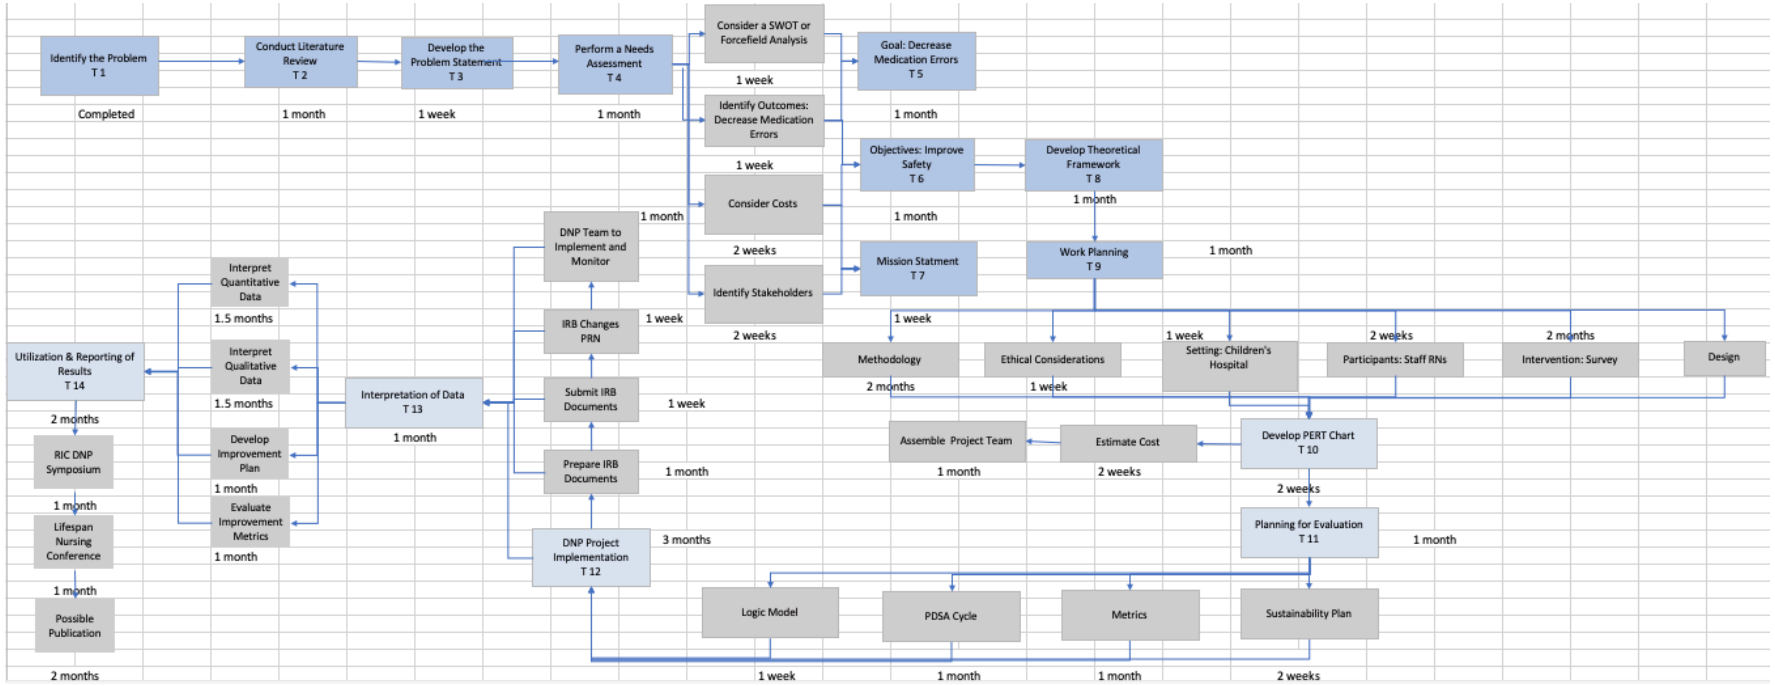 Identify the Problem
T 1
Completed
Conduct Literature
Review
T 2
1 month
Develop the
Problem Statement
T 3
1 week
Perform a Needs
Assessment
T 4
1 month
Consider a SWOT or
Forcefield Analysis
1 week
Identify Outcomes:
Decrease Medication
Errors
1 week
Consider Costs
2 weeks
Identify Stakeholders
2 weeks
Goal: Decrease
Medication Errors
T 5
1 month
Objectives: Improve
Safety
T 6
1 month
Mission Statment
T 7
1 week
Develop Theoretical
Framework
T 8
1 month
Work Planning
T 9
1 month
Methodology
2 months
Ethical Considerations
1 week
1 week
Setting: Children's
Hospital
2 weeks
Participants: Staff RNs
2 months
Intervention: Survey
Design
Develop PERT Chart
T 10
2 weeks
Estimate Cost
2 weeks
Assemble Project Team
1 month
Planning for Evaluation
T 11
1 month
Logic Model
1 week
PDSA Cycle
1 month
Metrics
1 month
Sustainability Plan
2 weeks
DNP Project
Implementation
T 12
3 months
Prepare IRB
Documents
1 month
Submit IRB
Documents
1 week
IRB Changes
PRN
1 week
DNP Team to
Implement and
Monitor
1 month
Interpretation of Data
T 13
1 month
Interpret
Quantitative
Data
1.5 months
Interpret
Qualitative
Data
1.5 months
Develop
Improvement
Plan
1 month
Evaluate
Improvement
Metrics
1 month
Utilization & Reporting of
Results
T 14
2 months
RIC DNP
Symposium
1 month
Lifespan
Nursing
Conference
1 month
Possible
Publication
2 months